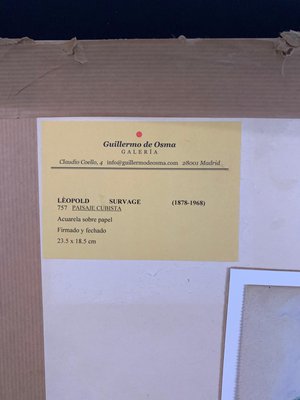 Guillermo de Osma
GALERÍA
Claudio Coello, 4 info@guillermodeosma.com 28001 Madrid
LÉOPOLD SURVAGE (1878-1968)
757 PAISAJE CUBISTA
Acuarela sobre papel
Firmado y fechado
23.5 x 18.5 cm